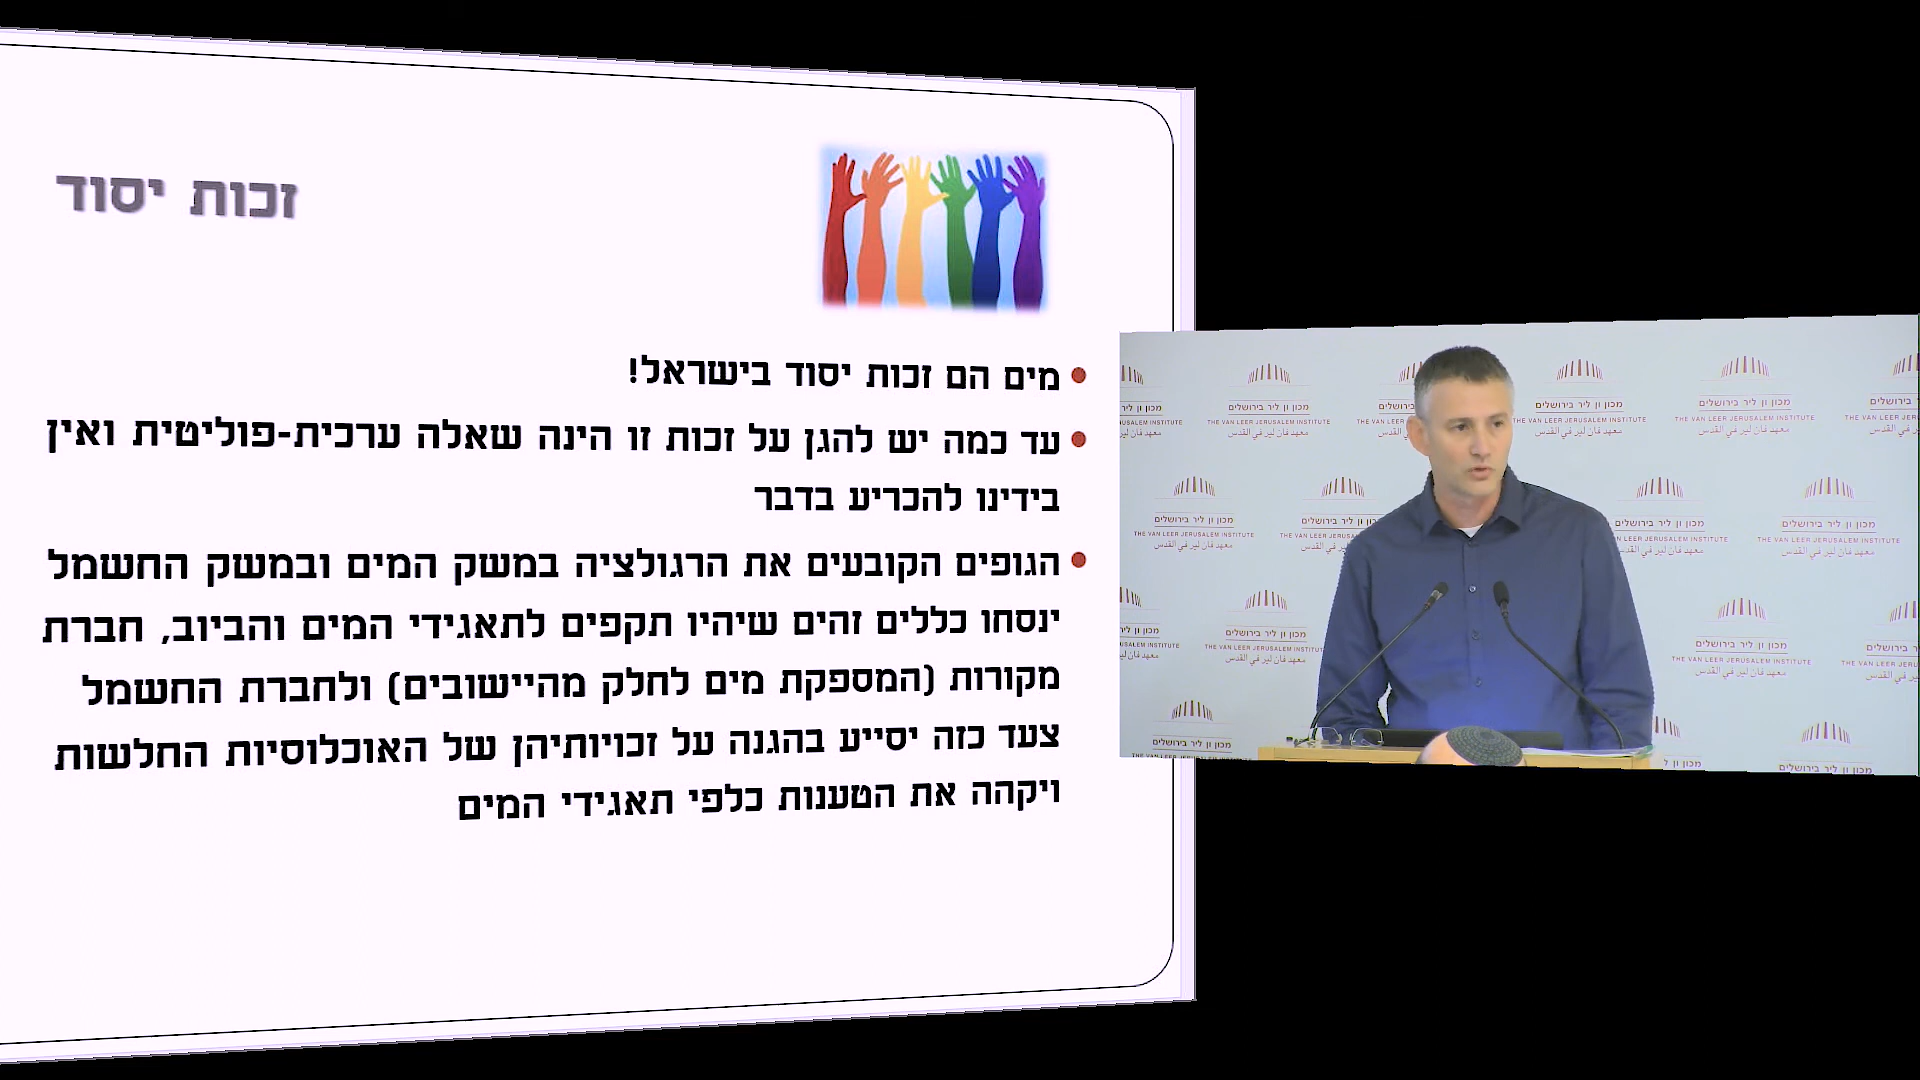 זכות יסוד
מים הם זכות יסוד בישראל!
עד כמה יש להגן על זכות זו הינה שאלה ערכית-פוליטית ואין
בידינו להכריע בדבר
הגופים הקובעים את הרגולציה במשק המים ובמשק החשמל
ינסחו כללים זהים שיהיו תקפים לתאגידי המים והביוב, חברת
מקורות (המספקת מים לחלק מהיישובים) ולחברת החשמל
צעד כזה יסייע בהגנה על זכויותיהן של האוכלוסיות החלשות
ויקהה את הטענות כלפי תאגידי המים
מכון ון ליר בירושלים
THE VAN LEER JERUSALEM INSTITUTE
معهد فان لير في القدس